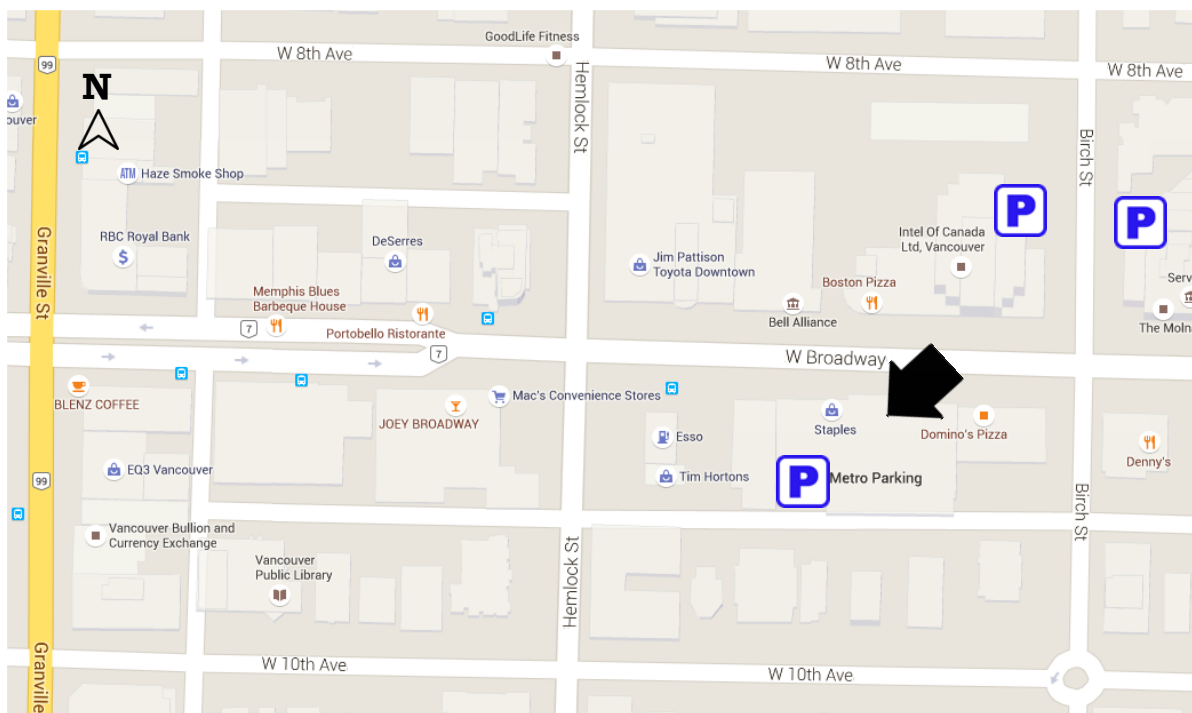 GoodLife Fitness
W 8th Ave
W 8th Ave
W 8th Ave
99
N
ouver
Hemlock St
Birch St
ATM Haze Smoke Shop
P
P
RBC Royal Bank
$
DeSerres
Intel Of Canada
Ltd, Vancouver
Granville St
Jim Pattison
Toyota Downtown
Boston Pizza
Serv
Memphis Blues
Barbeque House
Bell Alliance
The Moln
7
Portobello Ristorante
7
W Broadway
BLENZ COFFEE
Mac's Convenience Stores
JOEY BROADWAY
Staples
Domino's Pizza
Esso
Denny's
EQ3 Vancouver
99
Tim Hortons
P
Metro Parking
Birch St
Vancouver Bullion and
Currency Exchange
Hemlock St
Vancouver
Public Library
Granville
W 10th Ave
W 10th Ave